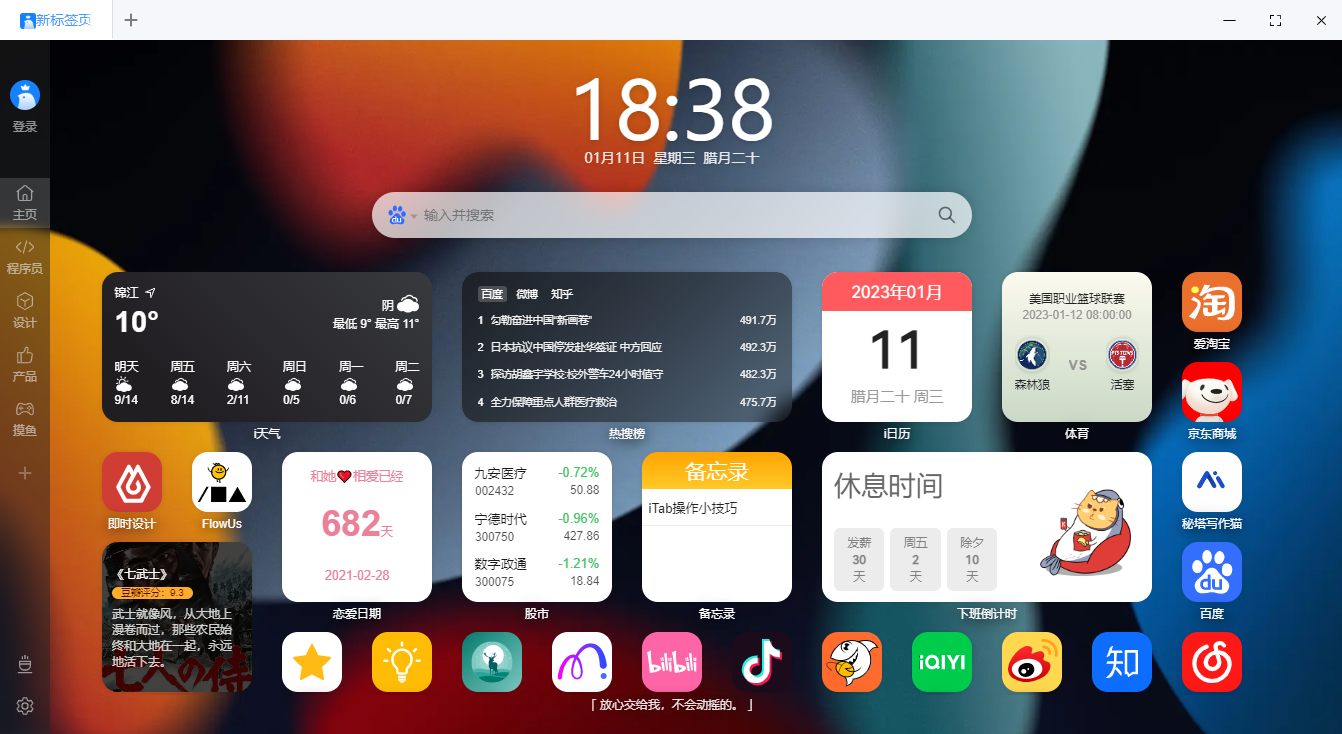 新标签页
18:38
01月11日 星期三 腊月二十
登录
主页
程序员
设计
产品
摸鱼
输入并搜索
锦江
10°
阴
最低 9° 最高 11°
明天 周五 周六 周日 周一 周二
9/14 8/14 2/11 0/5 0/6 0/7
i天气
百度 微博 知乎
1 勾勒奋进中国“新画卷” 491.7万
2 日本抗议中国停发赴华签证 中方回应 492.3万
3 探访胡鑫宇学校:校外警车24小时值守 482.3万
4 全力保障重点人群医疗救治 475.7万
热搜榜
2023年01月
11
腊月二十 周三
i日历
美国职业篮球联赛
2023-01-12 08:00:00
VS
PISTONS
森林狼 活塞
体育
淘
爱淘宝
京东商城
即时设计
FlowUs
和她❤相爱已经
682天
2021-02-28
恋爱日期
九安医疗 -0.72%
002432 50.88
宁德时代 -0.96%
300750 427.86
数字政通 -1.21%
300075 18.84
股市
备忘录
iTab操作小技巧
备忘录
休息时间
发薪 周五 除夕
30 2 10
天 天 天
下班倒计时
秘塔写作猫
du
百度
《七武士》
豆瓣评分：9.3
武士就像风，从大地上
漫卷而过，那些农民始
终和大地在一起，永远
地活下去。
七人の侍
bilibili
iQIYI
知
「 放心交给我，不会动摇的。 」